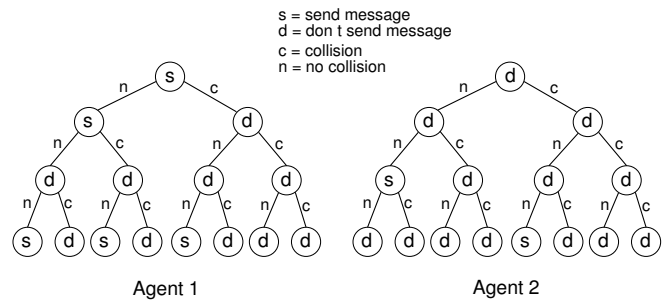 s = send message
d = don t send message
c = collision
n = no collision
s d
n c n c
s d d d
n c n c n c n c
d d d d s d d d
n c n c n c n c n c n c n c n c
s d s d s d d d d d d d s d d d
Agent 1 Agent 2